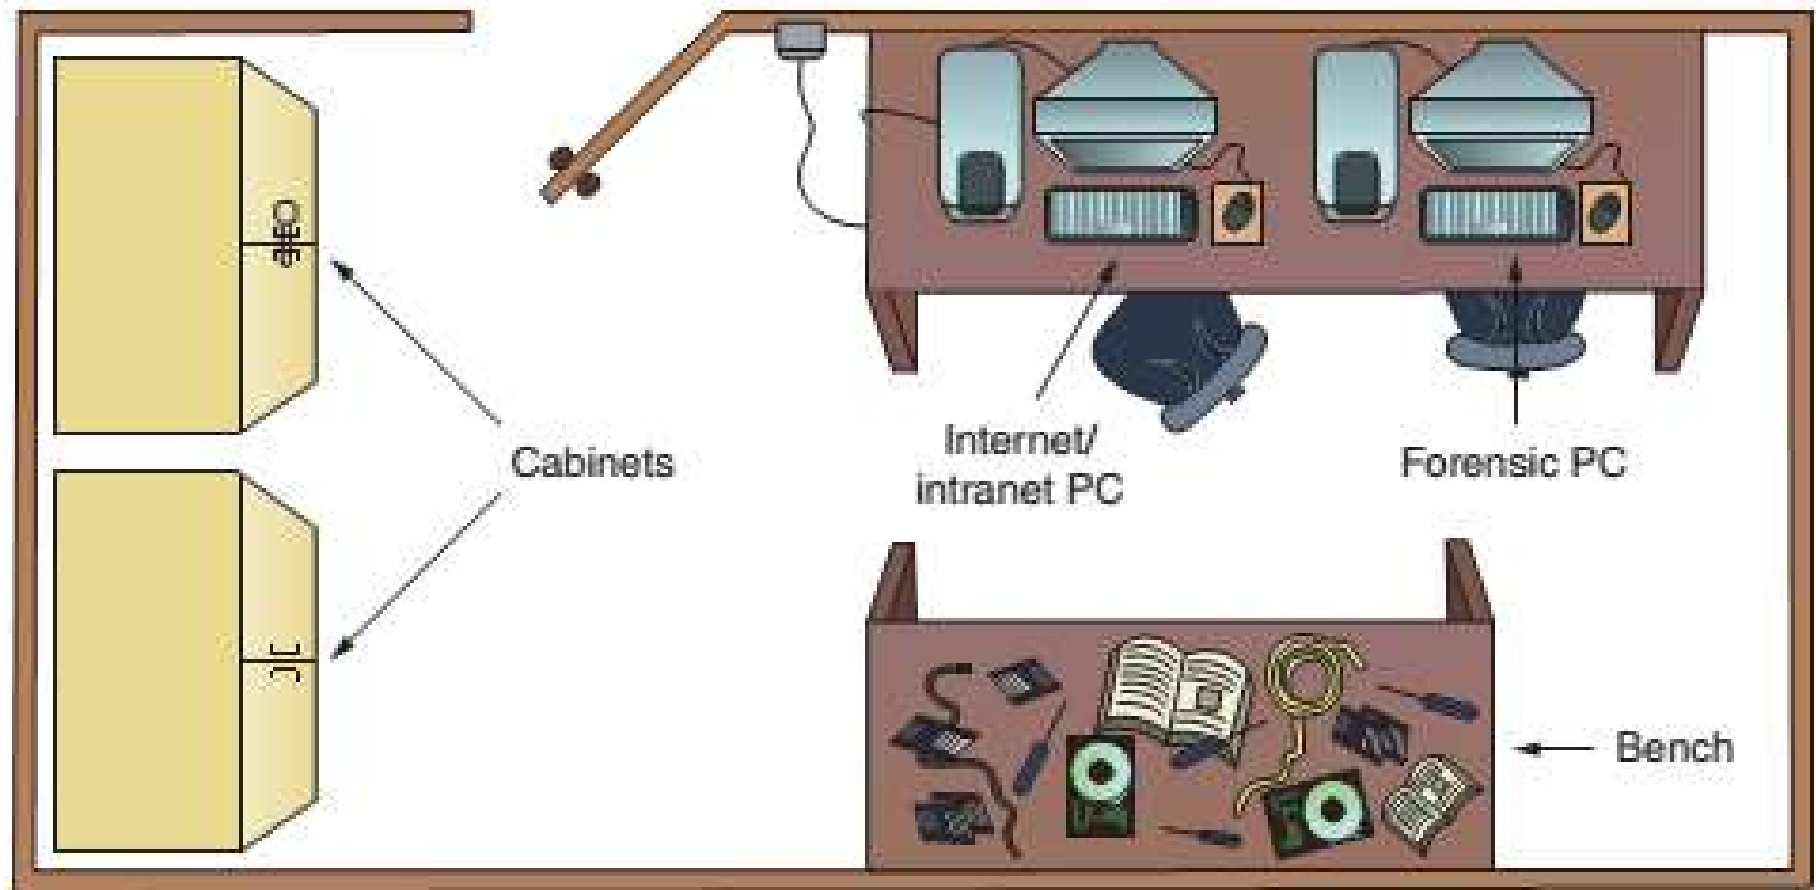 Cabinets
Internet/
intranet PC
Forensic PC
Bench